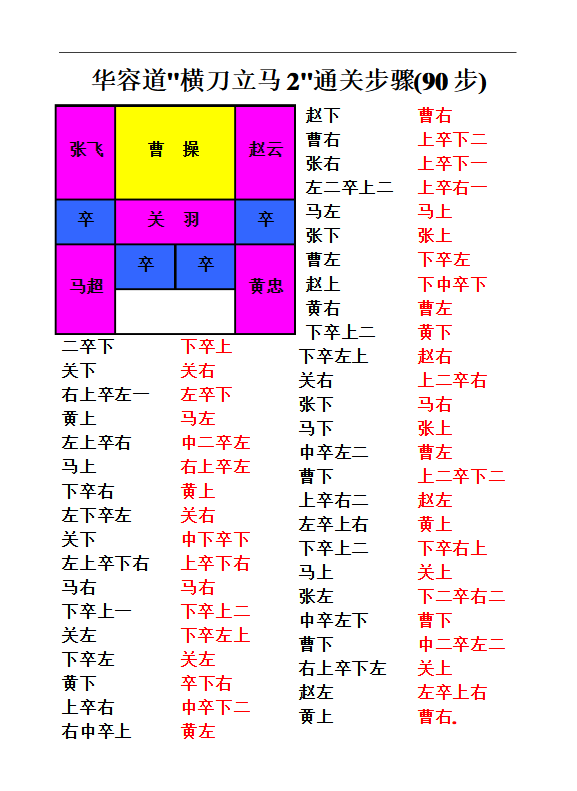 华容道"横刀立马2"通关步骤(90步)
张飞 曹 操 赵云
卒 关 羽 卒
马超 卒 卒 黄忠
二卒下 下卒上
关下 关右
右上卒左一 左卒下
黄上 马左
左上卒右 中二卒左
马上 右上卒左
下卒右 黄上
左下卒左 关右
关下 中下卒下
左上卒下右 上卒下右
马右 马右
下卒上一 下卒上二
关左 下卒左上
下卒左 关左
黄下 卒下右
上卒右 中卒下二
右中卒上 黄左
赵下 曹右
曹右 上卒下二
张右 上卒下一
左二卒上二 上卒右一
马左 马上
张下 张上
曹左 下卒左
赵上 下中卒下
黄右 曹左
下卒上二 黄下
下卒左上 赵右
关右 上二卒右
张下 马右
马下 张上
中卒左二 曹左
曹下 上二卒下二
上卒右二 赵左
左卒上右 黄上
下卒上二 下卒右上
马上 关上
张左 下二卒右二
中卒左下 曹下
曹下 中二卒左二
右上卒下左 关上
赵左 左卒上右
黄上 曹右。